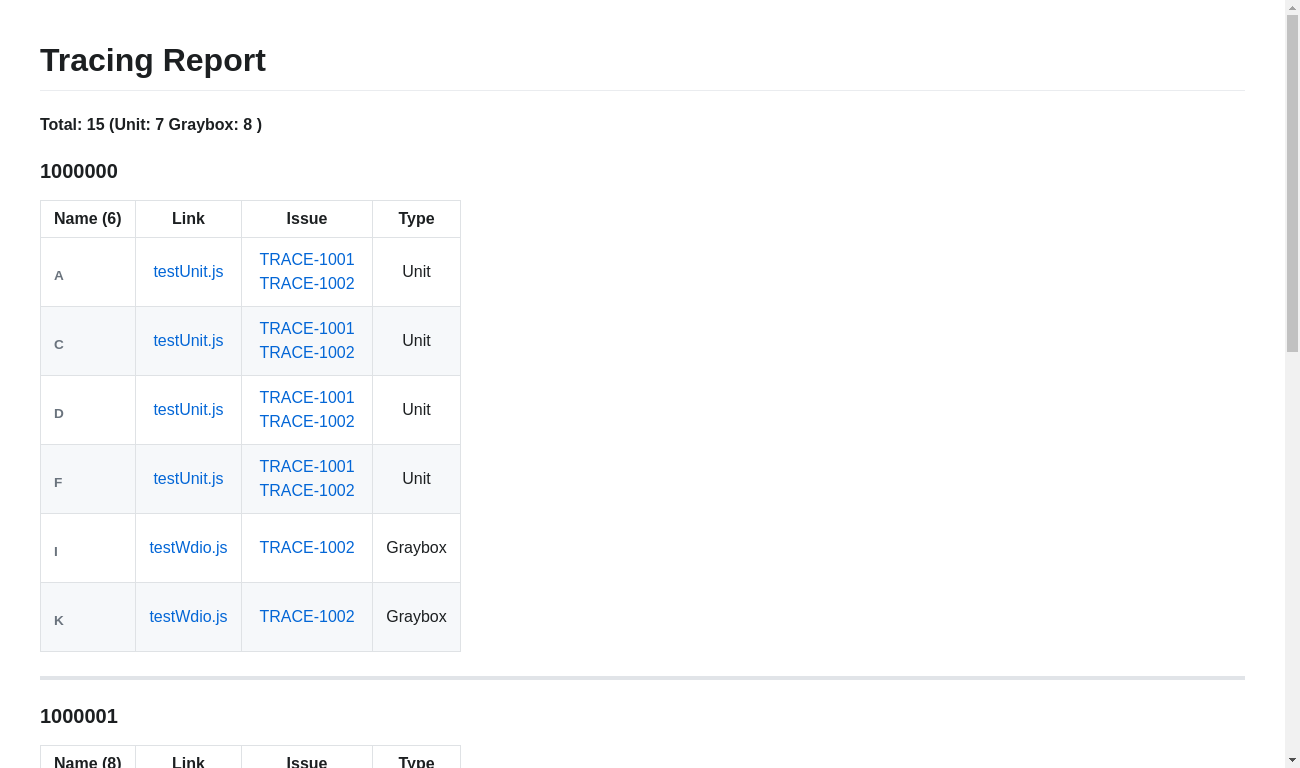 Tracing Report
Total: 15 (Unit: 7 Graybox: 8 )
1000000
Name (6) Link Issue Type
A testUnit.js TRACE-1001 TRACE-1002 Unit
C testUnit.js TRACE-1001 TRACE-1002 Unit
D testUnit.js TRACE-1001 TRACE-1002 Unit
F testUnit.js TRACE-1001 TRACE-1002 Unit
I testWdio.js TRACE-1002 Graybox
K testWdio.js TRACE-1002 Graybox
1000001
Name (8) Link Issue Type